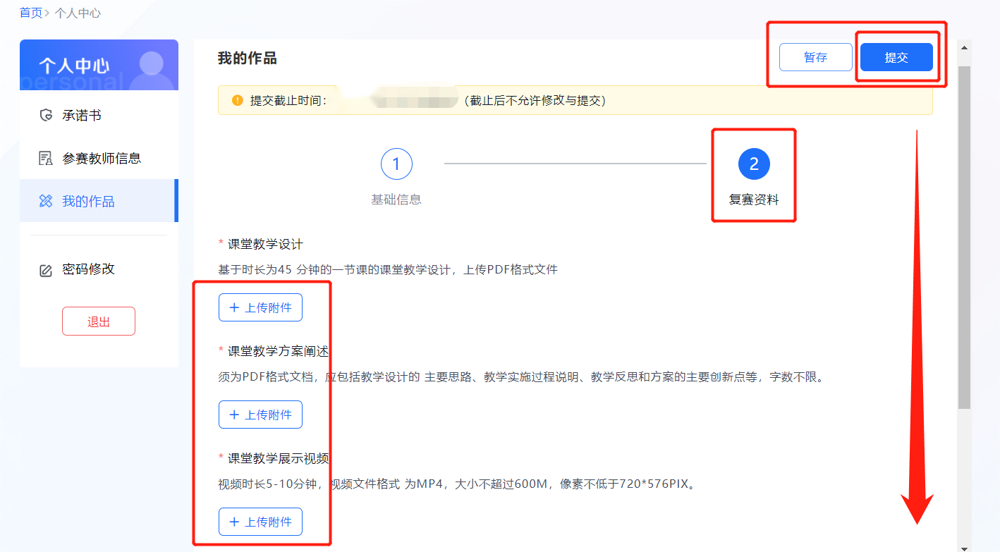 首页 > 个人中心
个人中心
personal
承诺书
参赛教师信息
我的作品
密码修改
退出
我的作品
暂存
提交
提交截止时间：
（截止后不允许修改与提交）
1
2
基础信息
复赛资料
* 课堂教学设计
基于时长为45 分钟的一节课的课堂教学设计，上传PDF格式文件
+ 上传附件
* 课堂教学方案阐述
须为PDF格式文档，应包括教学设计的 主要思路、教学实施过程说明、教学反思和方案的主要创新点等，字数不限。
+ 上传附件
* 课堂教学展示视频
视频时长5-10分钟，视频文件格式 为MP4，大小不超过600M，像素不低于720*576PIX。
+ 上传附件